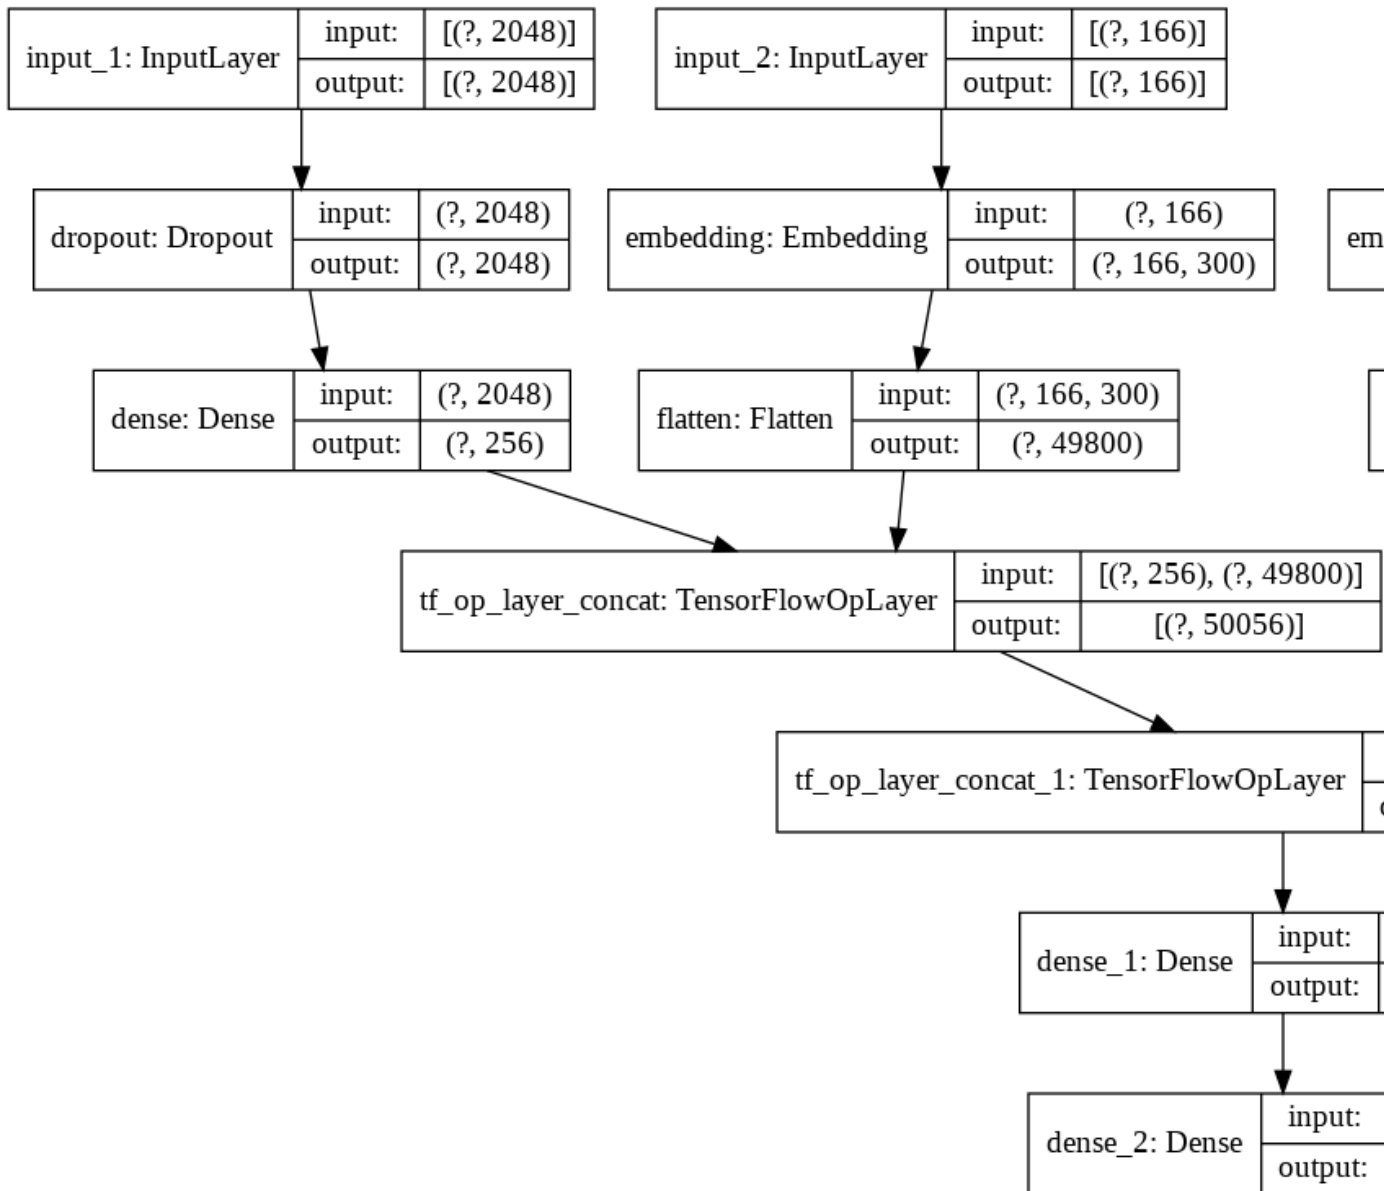 input_1: InputLayer
input: [(?, 2048)]
output: [(?, 2048)]
input_2: InputLayer
input: [(?, 166)]
output: [(?, 166)]
dropout: Dropout
input: (?, 2048)
output: (?, 2048)
embedding: Embedding
input: (?, 166)
output: (?, 166, 300)
em
dense: Dense
input: (?, 2048)
output: (?, 256)
flatten: Flatten
input: (?, 166, 300)
output: (?, 49800)
tf_op_layer_concat: TensorFlowOpLayer
input: [(?, 256), (?, 49800)]
output: [(?, 50056)]
tf_op_layer_concat_1: TensorFlowOpLayer
dense_1: Dense
input:
output:
dense_2: Dense
input:
output: